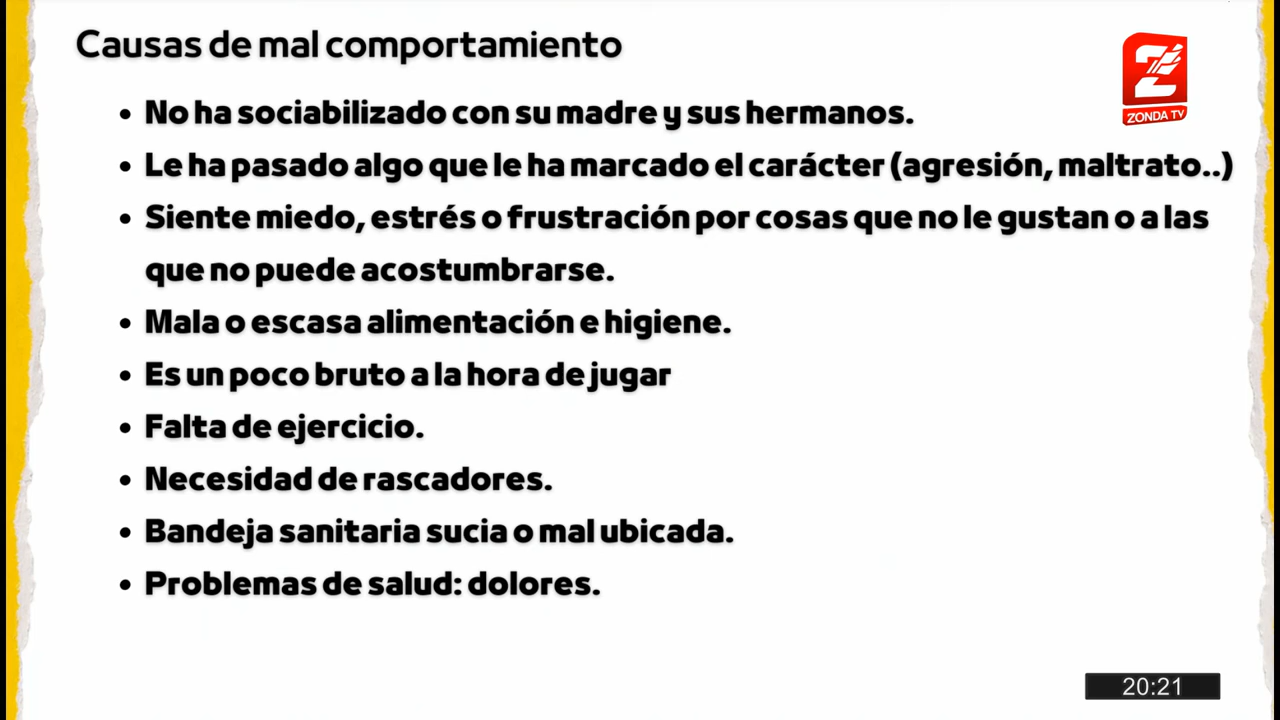 Causas de mal comportamiento
ZONDA TV
• No ha sociabilizado con su madre y sus hermanos.
• Le ha pasado algo que le ha marcado el carácter (agresión, maltrato..)
• Siente miedo, estrés o frustración por cosas que no le gustan o a las
que no puede acostumbrarse.
• Mala o escasa alimentación e higiene.
• Es un poco bruto a la hora de jugar
• Falta de ejercicio.
• Necesidad de rascadores.
• Bandeja sanitaria sucia o mal ubicada.
• Problemas de salud: dolores.
20:21